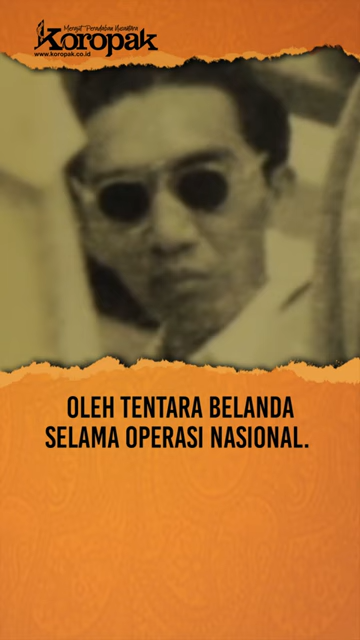 Merajut Peradaban Nusantara
Koropak
www.koropak.co.id
OLEH TENTARA BELANDA
SELAMA OPERASI NASIONAL.